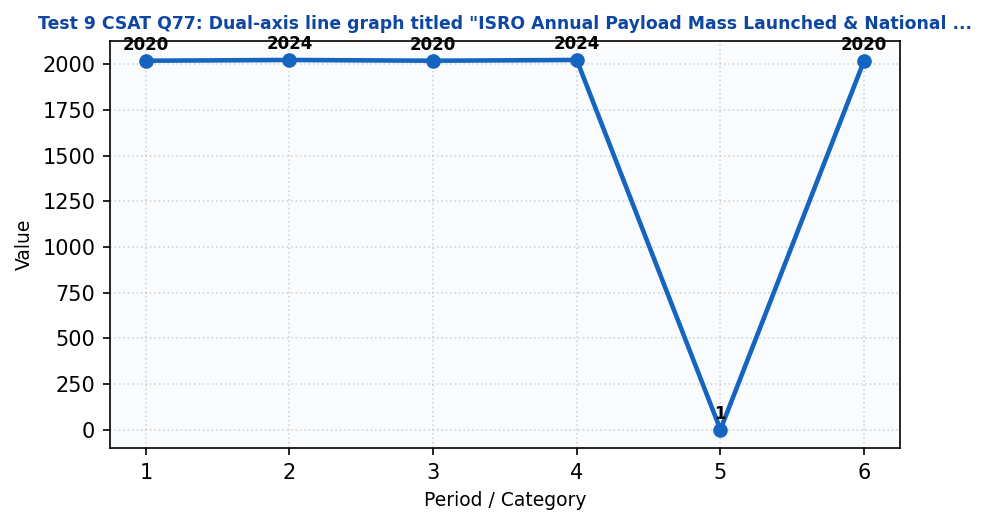 Test 9 CSAT Q77: Dual-axis line graph titled "ISRO Annual Payload Mass Launched & National ...
2020 2024 2020 2024 2020
2000
1750
1500
1250
1000
750
500
250
1
0
Value
1 2 3 4 5 6
Period / Category